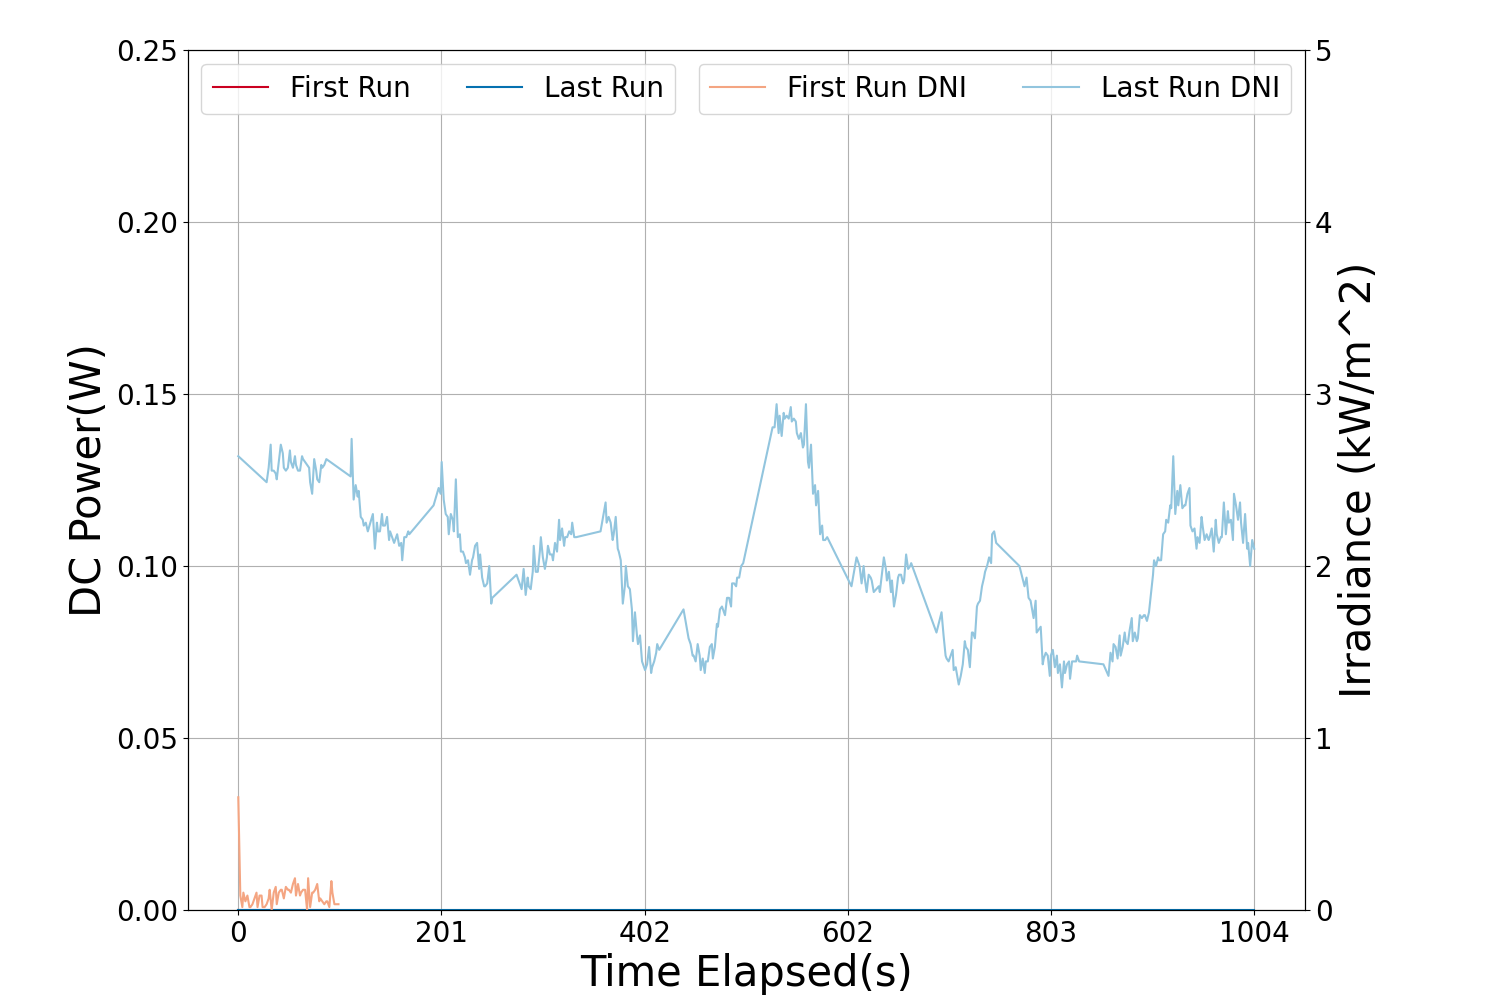 First Run
Last Run
First Run DNI
Last Run DNI
DC Power(W)
0.25
0.20
0.15
0.10
0.05
0.00
5
4
3
2
1
0
Irradiance (kW/m^2)
0
201
402
602
803
1004
Time Elapsed(s)